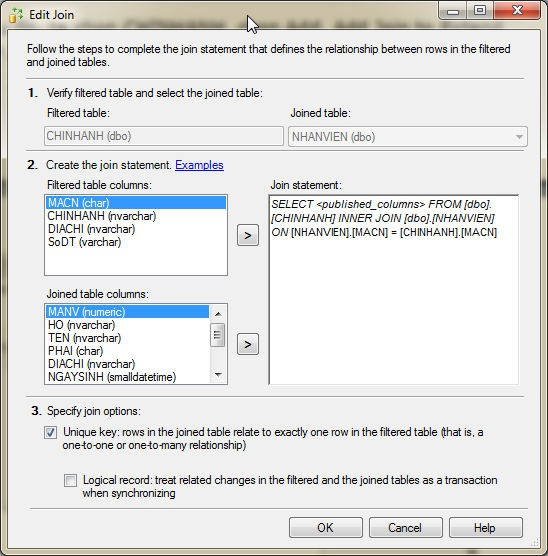 Edit Join
Follow the steps to complete the join statement that defines the relationship between rows in the filtered
and joined tables.
1. Verify filtered table and select the joined table:
Filtered table:
Joined table:
CHINHANH (dbo)
NHANVIEN (dbo)
2. Create the join statement. Examples
Filtered table columns:
MACN (char)
CHINHANH (nvarchar)
DIACHI (nvarchar)
SoDT (varchar)
>
Joined table columns:
MANV (numeric)
HO (nvarchar)
TEN (nvarchar)
PHAI (char)
DIACHI (nvarchar)
NGAYSINH (smalldatetime)
>
Join statement:
SELECT <published_columns> FROM [dbo].
[CHINHANH] INNER JOIN [dbo].[NHANVIEN]
ON [NHANVIEN].[MACN] = [CHINHANH].[MACN]
3. Specify join options:
Unique key: rows in the joined table relate to exactly one row in the filtered table (that is, a
one-to-one or one-to-many relationship)
Logical record: treat related changes in the filtered and the joined tables as a transaction
when synchronizing
OK
Cancel
Help